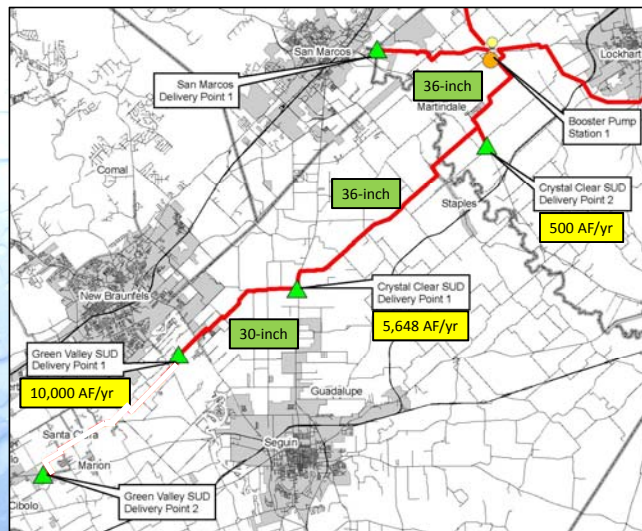 San Marcos
Lockhart
San Marcos
Delivery Point 1
36-inch
Martindale
Booster Pump
Station 1
Comal
Crystal Clear SUD
Delivery Point 2
36-inch
Staples
500 AF/yr
New Braunfels
Crystal Clear SUD
Delivery Point 1
30-inch
5,648 AF/yr
Green Valley SUD
Delivery Point 1
10,000 AF/yr
Guadalupe
Santa Clara
Seguin
Marion
Green Valley SUD
Delivery Point 2
Cibolo